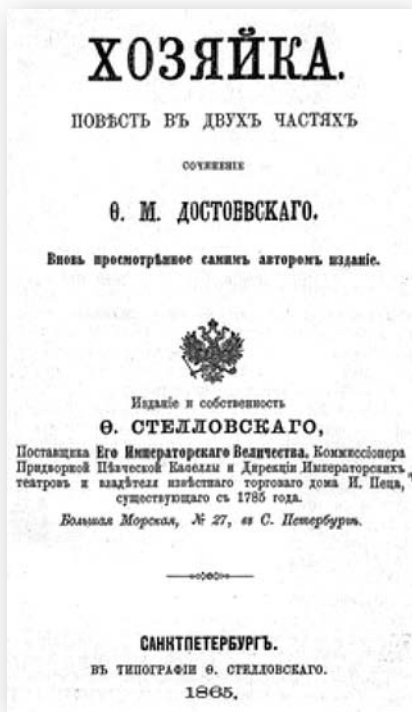 ХОЗЯЙКА.
ПОВѢСТЬ ВЪ ДВУХЪ ЧАСТЯХЪ
СОЧИНЕНІЕ
Ѳ. М. ДОСТОЕВСКАГО.
Вновь просмотрѣнное самимъ авторомъ изданіе.
Изданіе и собственность
Ѳ. СТЕЛЛОВСКАГО,
Поставщика Его Императорскаго Величества, Коммиссіонера
Придворной Пѣвческой Капеллы и Дирекціи Императорскихъ
театровъ и владѣтеля извѣстнаго торговаго дома И. Пеца,
существующаго съ 1785 года.
Большая Морская, № 27, въ С. Петербургѣ.
САНКТПЕТЕРБУРГЪ.
ВЪ ТИПОГРАФІИ Ѳ. СТЕЛЛОВСКАГО.
1865.